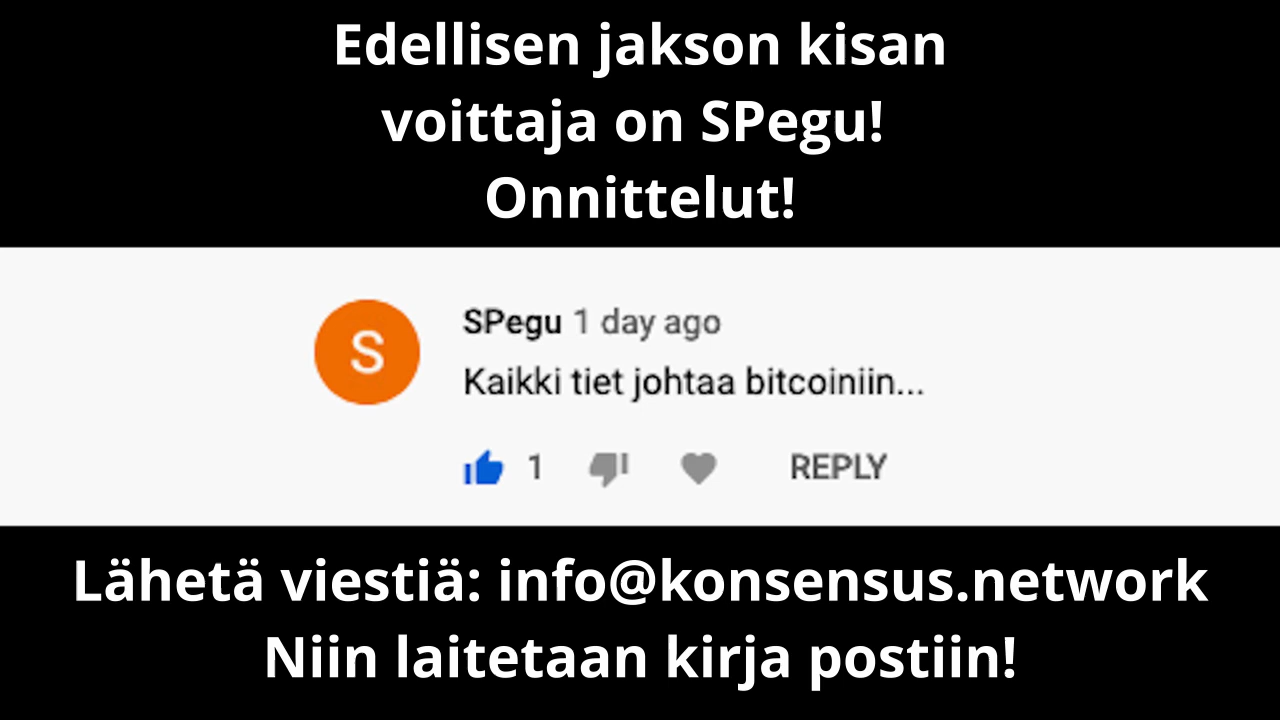 Edellisen jakson kisan
voittaja on SPegu!
Onnittelut!
S
SPegu 1 day ago
Kaikki tiet johtaa bitcoiniin...
1 REPLY
Lähetä viestiä: info@konsensus.network
Niin laitetaan kirja postiin!